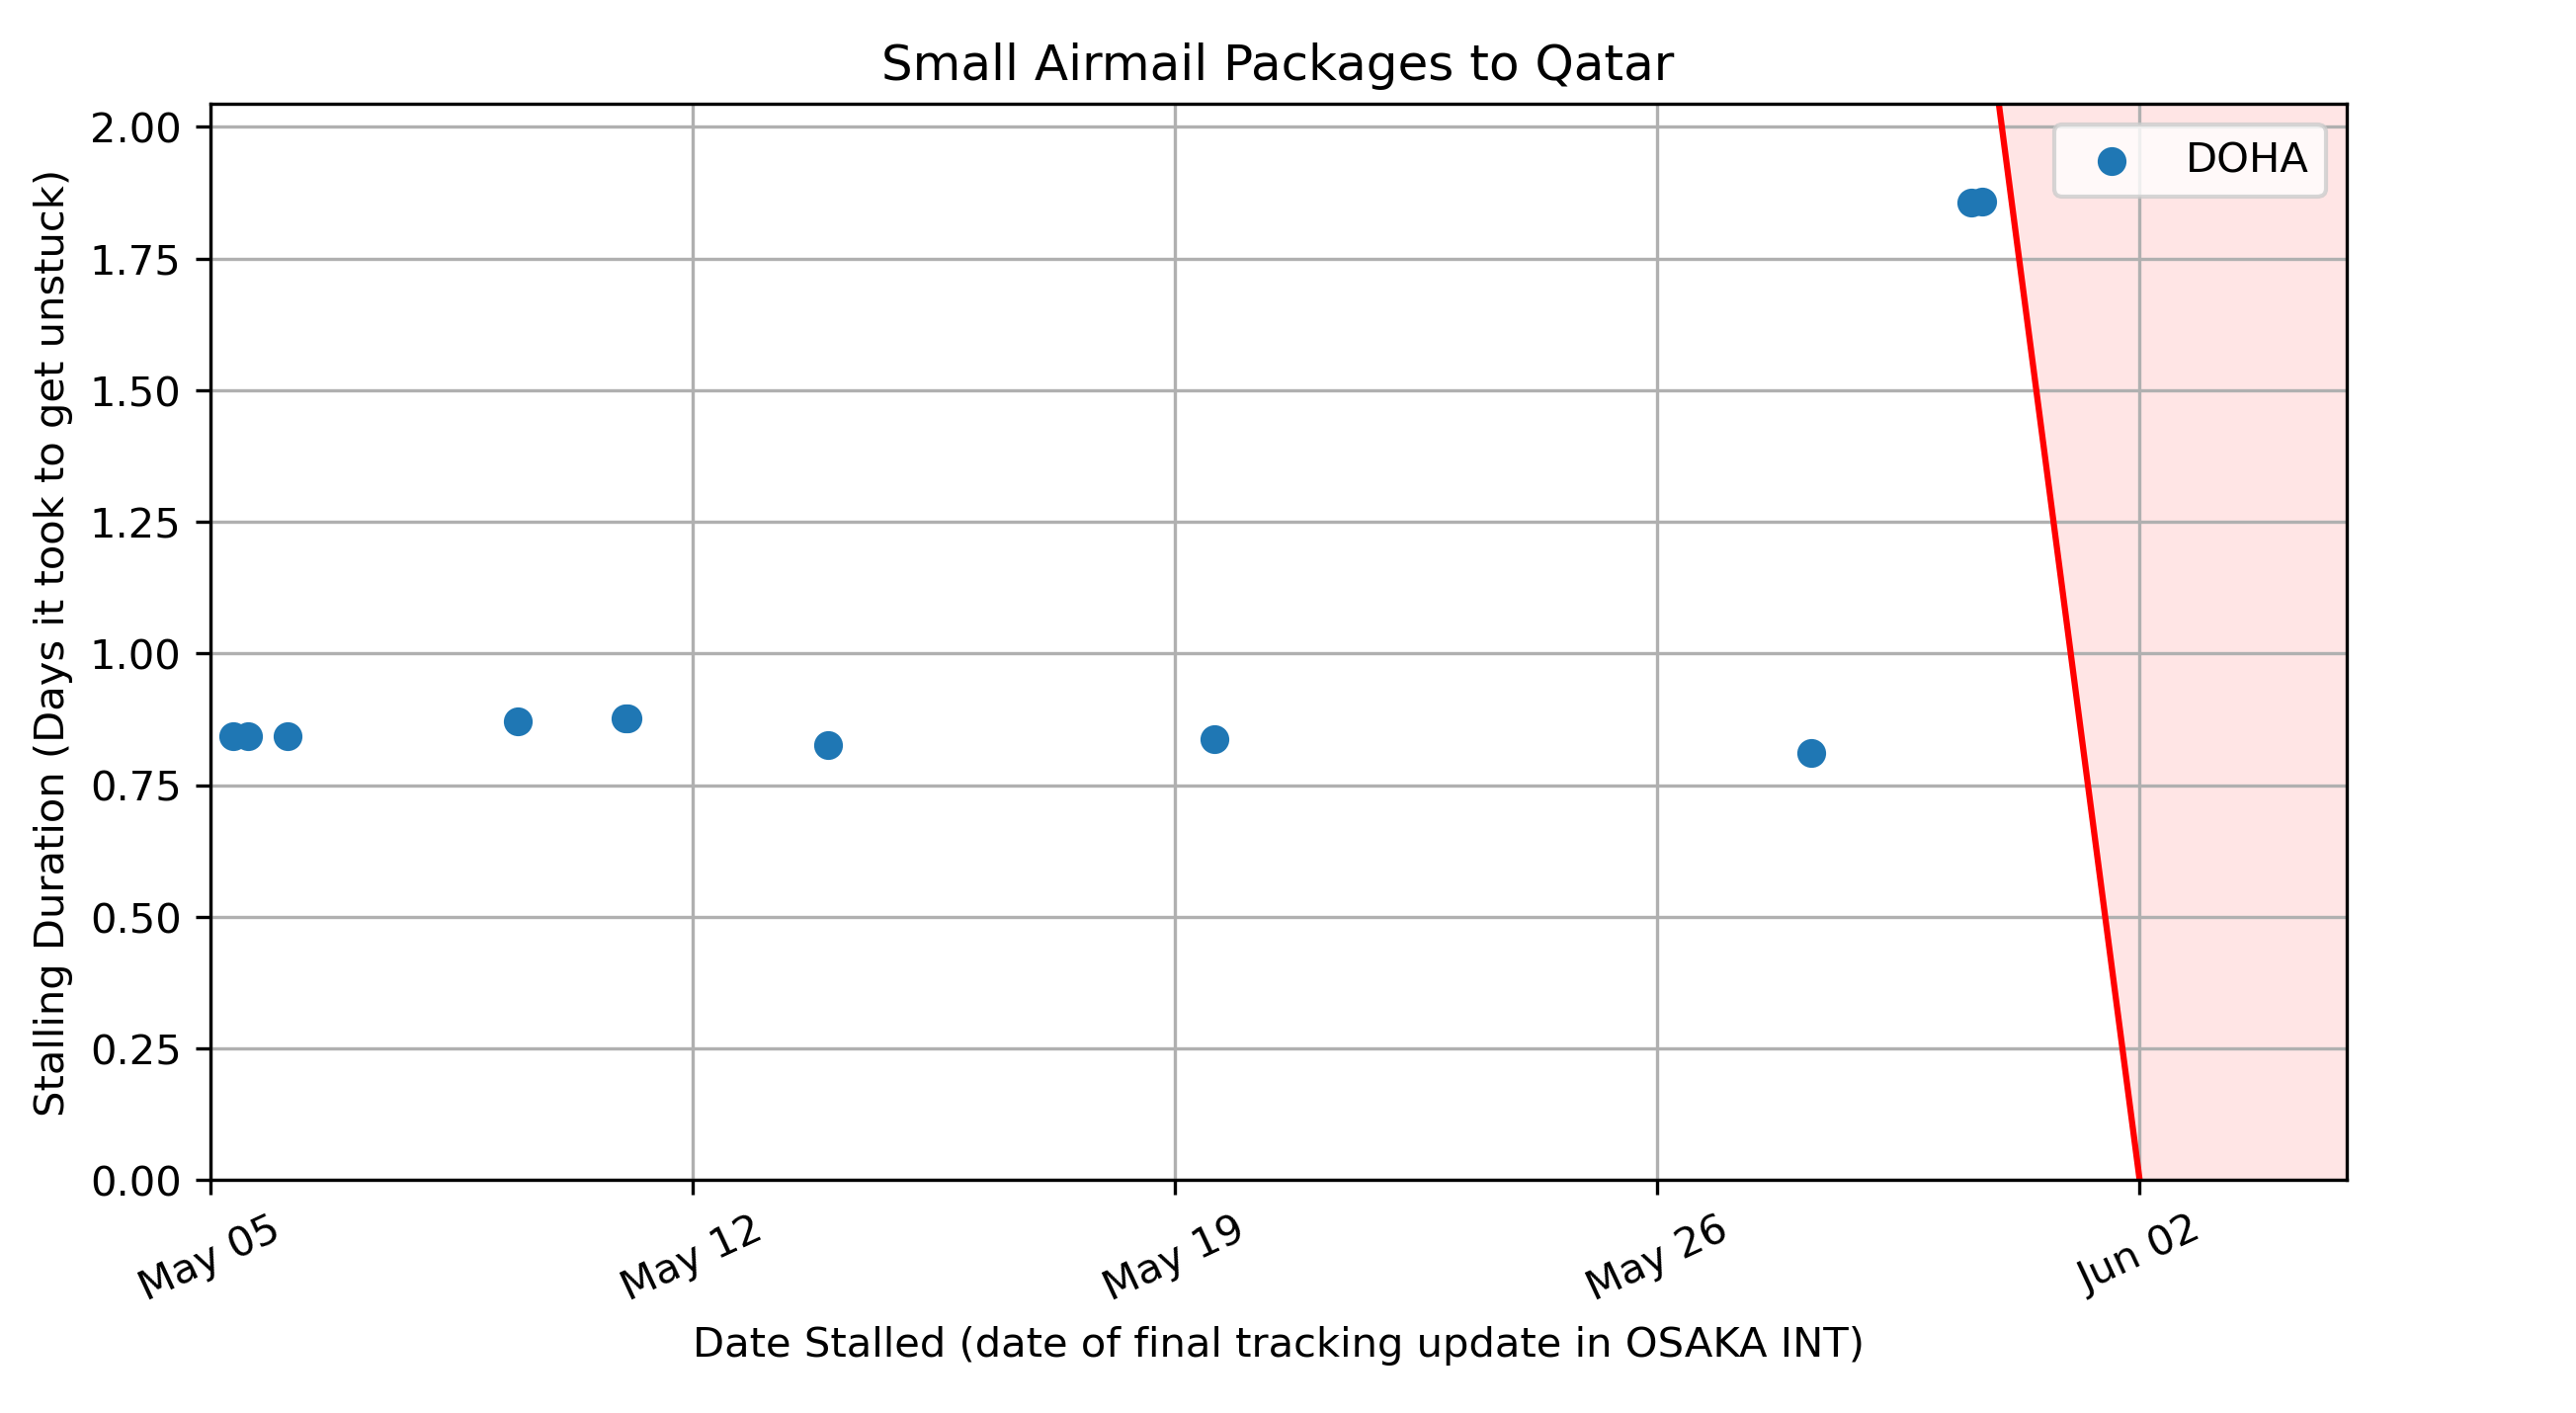 Small Airmail Packages to Qatar
DOHA
Stalling Duration (Days it took to get unstuck)
2.00
1.75
1.50
1.25
1.00
0.75
0.50
0.25
0.00
May 05
May 12
May 19
May 26
Jun 02
Date Stalled (date of final tracking update in OSAKA INT)